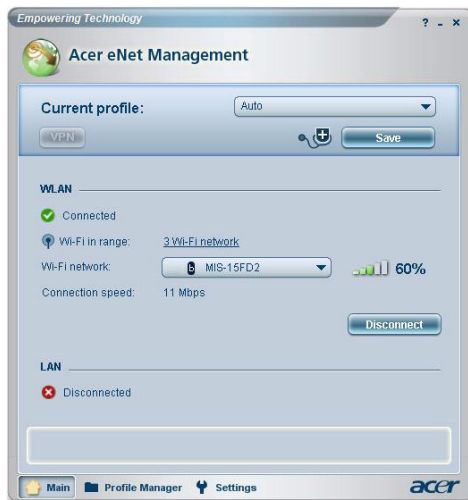 Empowering Technology
? - x
Acer eNet Management
Current profile: Auto
VPN Save
WLAN
Connected
Wi-Fi in range: 3 Wi-Fi network
Wi-Fi network: b MIS-15FD2 60%
Connection speed: 11 Mbps
Disconnect
LAN
Disconnected
Main Profile Manager Settings acer